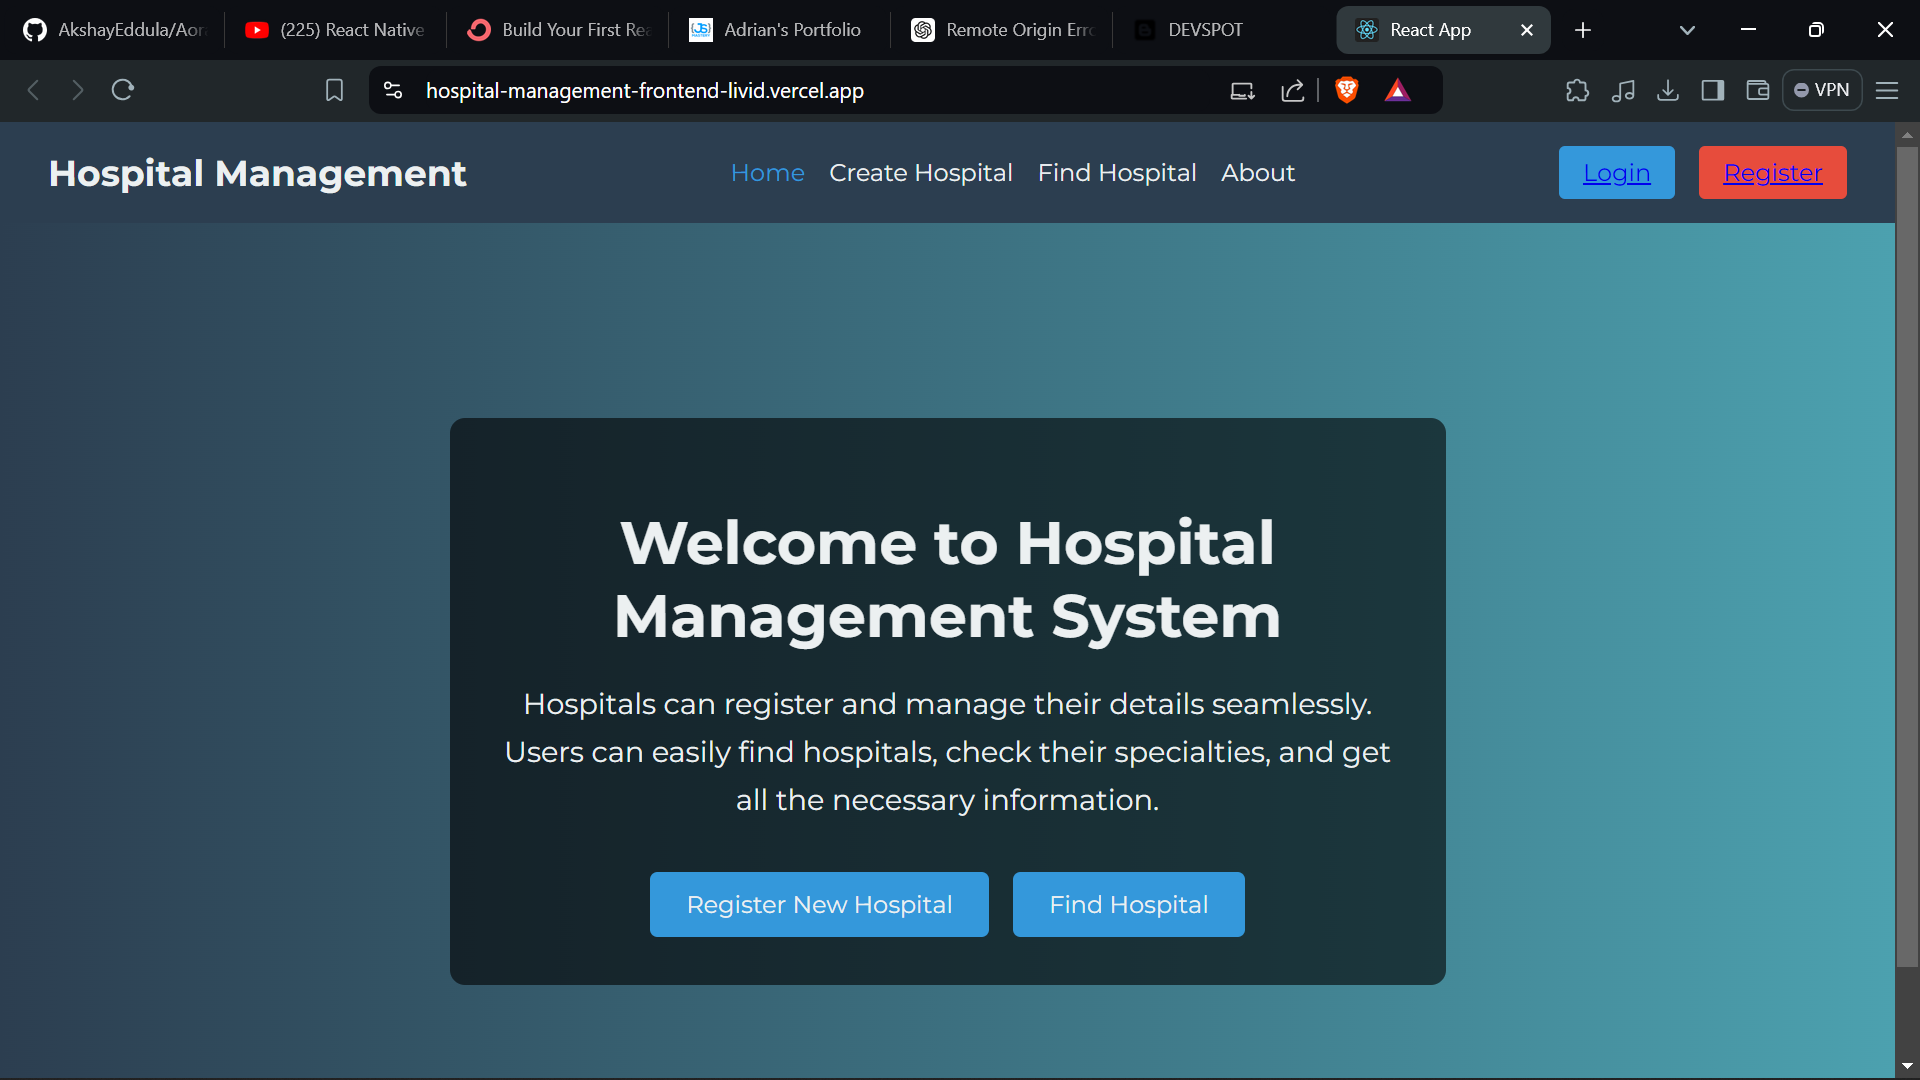 AkshayEddula/Aor
(225) React Native
Build Your First Rea
Adrian's Portfolio
Remote Origin Erro
DEVSPOT
React App
hospital-management-frontend-livid.vercel.app
VPN
Hospital Management
Home
Create Hospital
Find Hospital
About
Login
Register
Welcome to Hospital
Management System
Hospitals can register and manage their details seamlessly.
Users can easily find hospitals, check their specialties, and get
all the necessary information.
Register New Hospital
Find Hospital